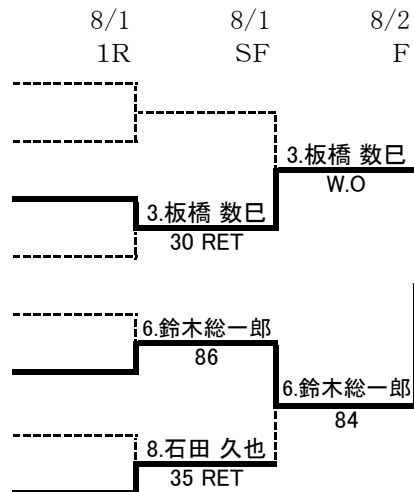 8/1 8/1 8/2
1R SF F
3.板橋 数巳
W.O
3.板橋 数巳
30 RET
6.鈴木総一郎
86
6.鈴木総一郎
84
8.石田 久也
35 RET